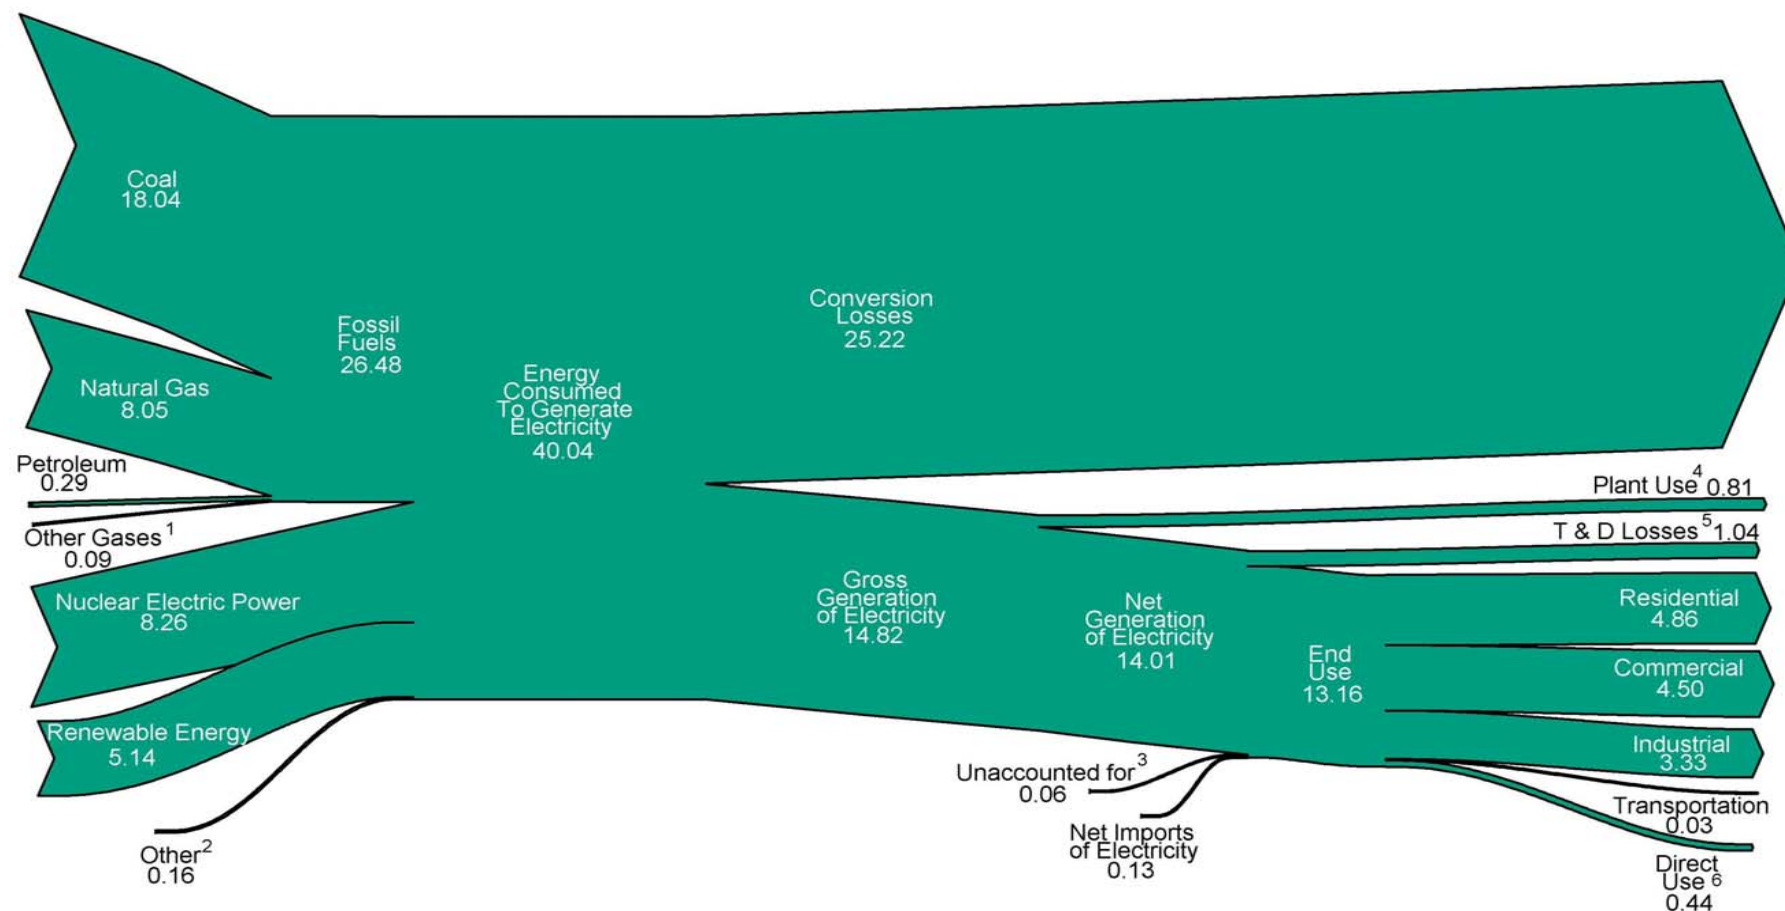 Coal
18.04
Fossil
Fuels
26.48
Natural Gas
8.05
Petroleum
0.29
Other Gases 1
0.09
Nuclear Electric Power
8.26
Renewable Energy
5.14
Other 2
0.16
Energy
Consumed
To Generate
Electricity
40.04
Conversion
Losses
25.22
Gross
Generation
of Electricity
14.82
Net
Generation
of Electricity
14.01
Unaccounted for 3
0.06
Net Imports
of Electricity
0.13
End
Use
13.16
Plant Use 4 0.81
T & D Losses 5 1.04
Residential
4.86
Commercial
4.50
Industrial
3.33
Transportation
0.03
Direct
Use 6
0.44